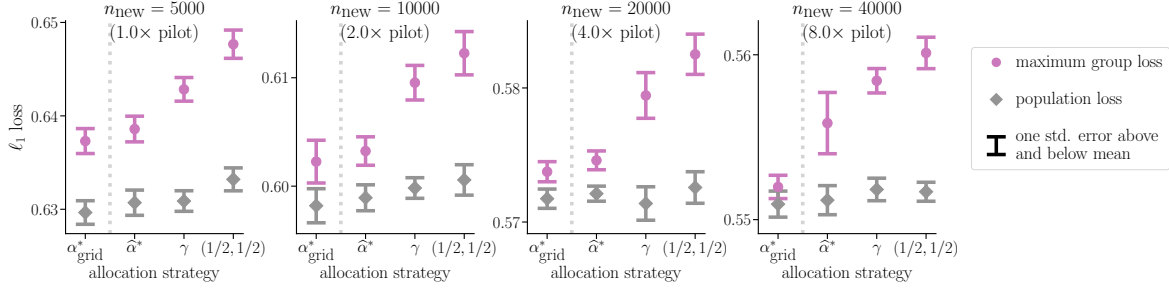 n_new = 5000
(1.0× pilot)
n_new = 10000
(2.0× pilot)
n_new = 20000
(4.0× pilot)
n_new = 40000
(8.0× pilot)
ℓ₁ loss
0.65
0.64
0.63
0.61
0.60
0.58
0.57
0.56
0.55
α*_grid
α̂*
γ
(1/2, 1/2)
allocation strategy
α*_grid
α̂*
γ
(1/2, 1/2)
allocation strategy
α*_grid
α̂*
γ
(1/2, 1/2)
allocation strategy
α*_grid
α̂*
γ
(1/2, 1/2)
allocation strategy
maximum group loss
population loss
one std. error above
and below mean